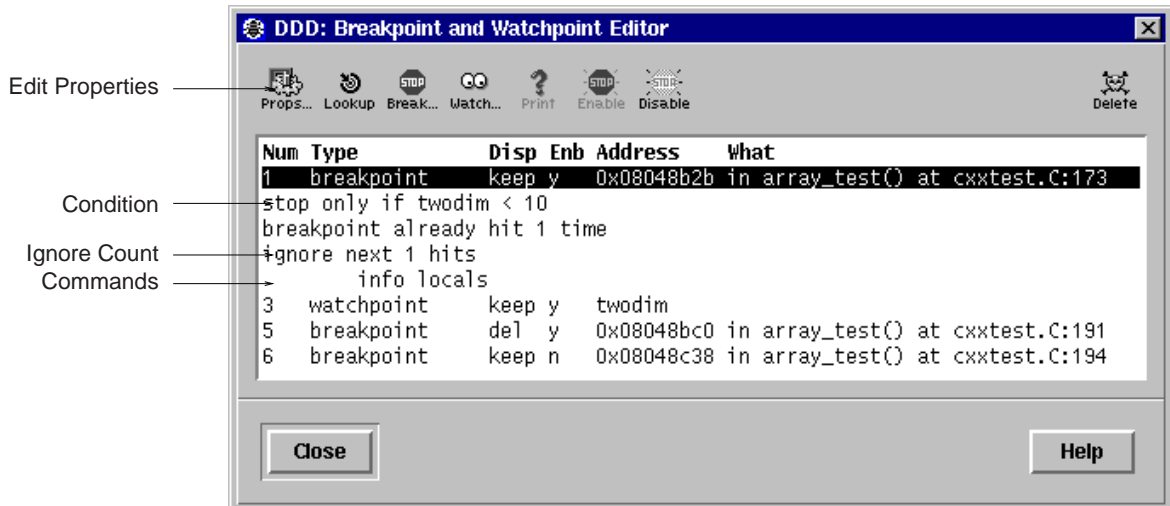 DDD: Breakpoint and Watchpoint Editor
Edit Properties
Props... Lookup Break... Watch... Print Enable Disable Delete
Num Type Disp Enb Address What
1 breakpoint keep y 0x08048b2b in array_test() at cxxtest.C:173
Condition
stop only if twodim < 10
breakpoint already hit 1 time
Ignore Count
ignore next 1 hits
Commands
info locals
3 watchpoint keep y twodim
5 breakpoint del y 0x08048bc0 in array_test() at cxxtest.C:191
6 breakpoint keep n 0x08048c38 in array_test() at cxxtest.C:194
Close Help